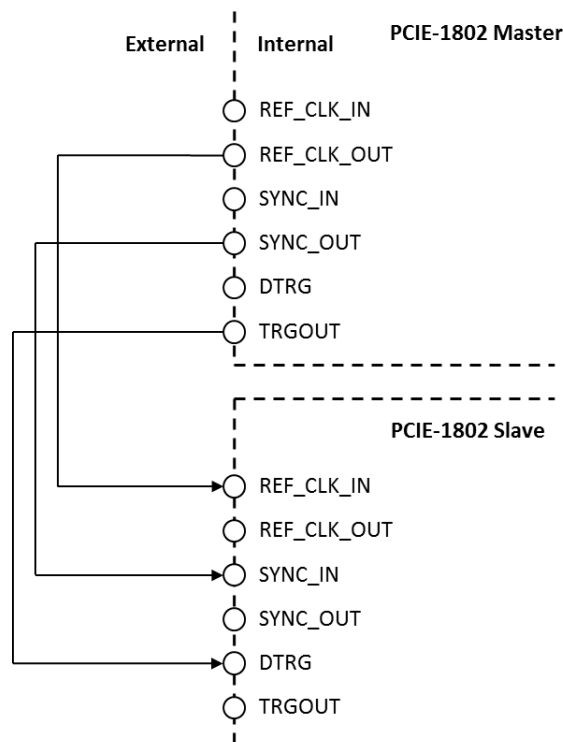 External Internal PCIE-1802 Master
REF_CLK_IN
REF_CLK_OUT
SYNC_IN
SYNC_OUT
DTRG
TRGOUT
PCIE-1802 Slave
REF_CLK_IN
REF_CLK_OUT
SYNC_IN
SYNC_OUT
DTRG
TRGOUT